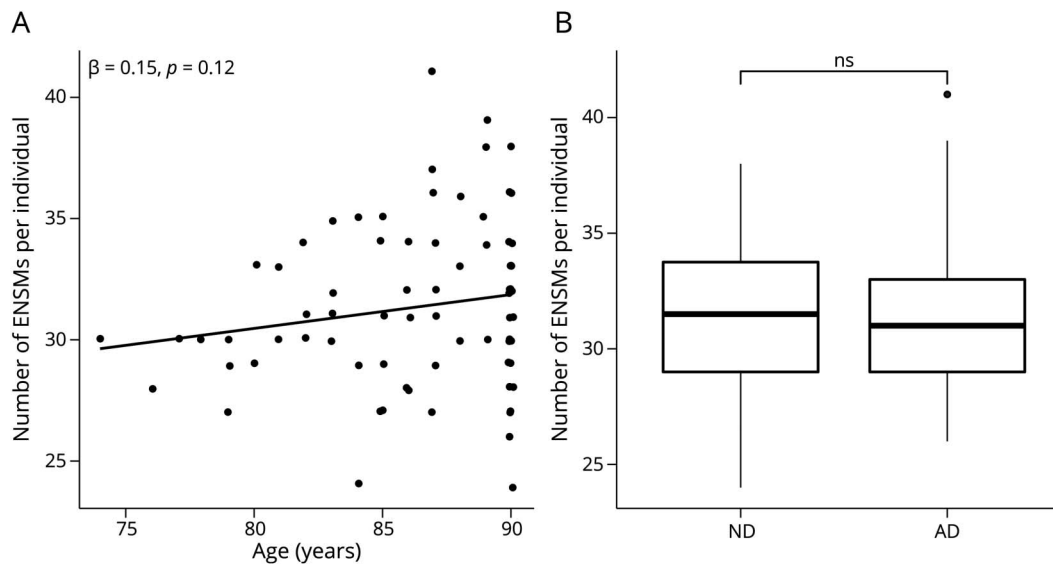 A
β = 0.15, p = 0.12
Number of ENSMs per individual
40
35
30
25
75 80 85 90
Age (years)
B
ns
Number of ENSMs per individual
40
35
30
25
ND AD